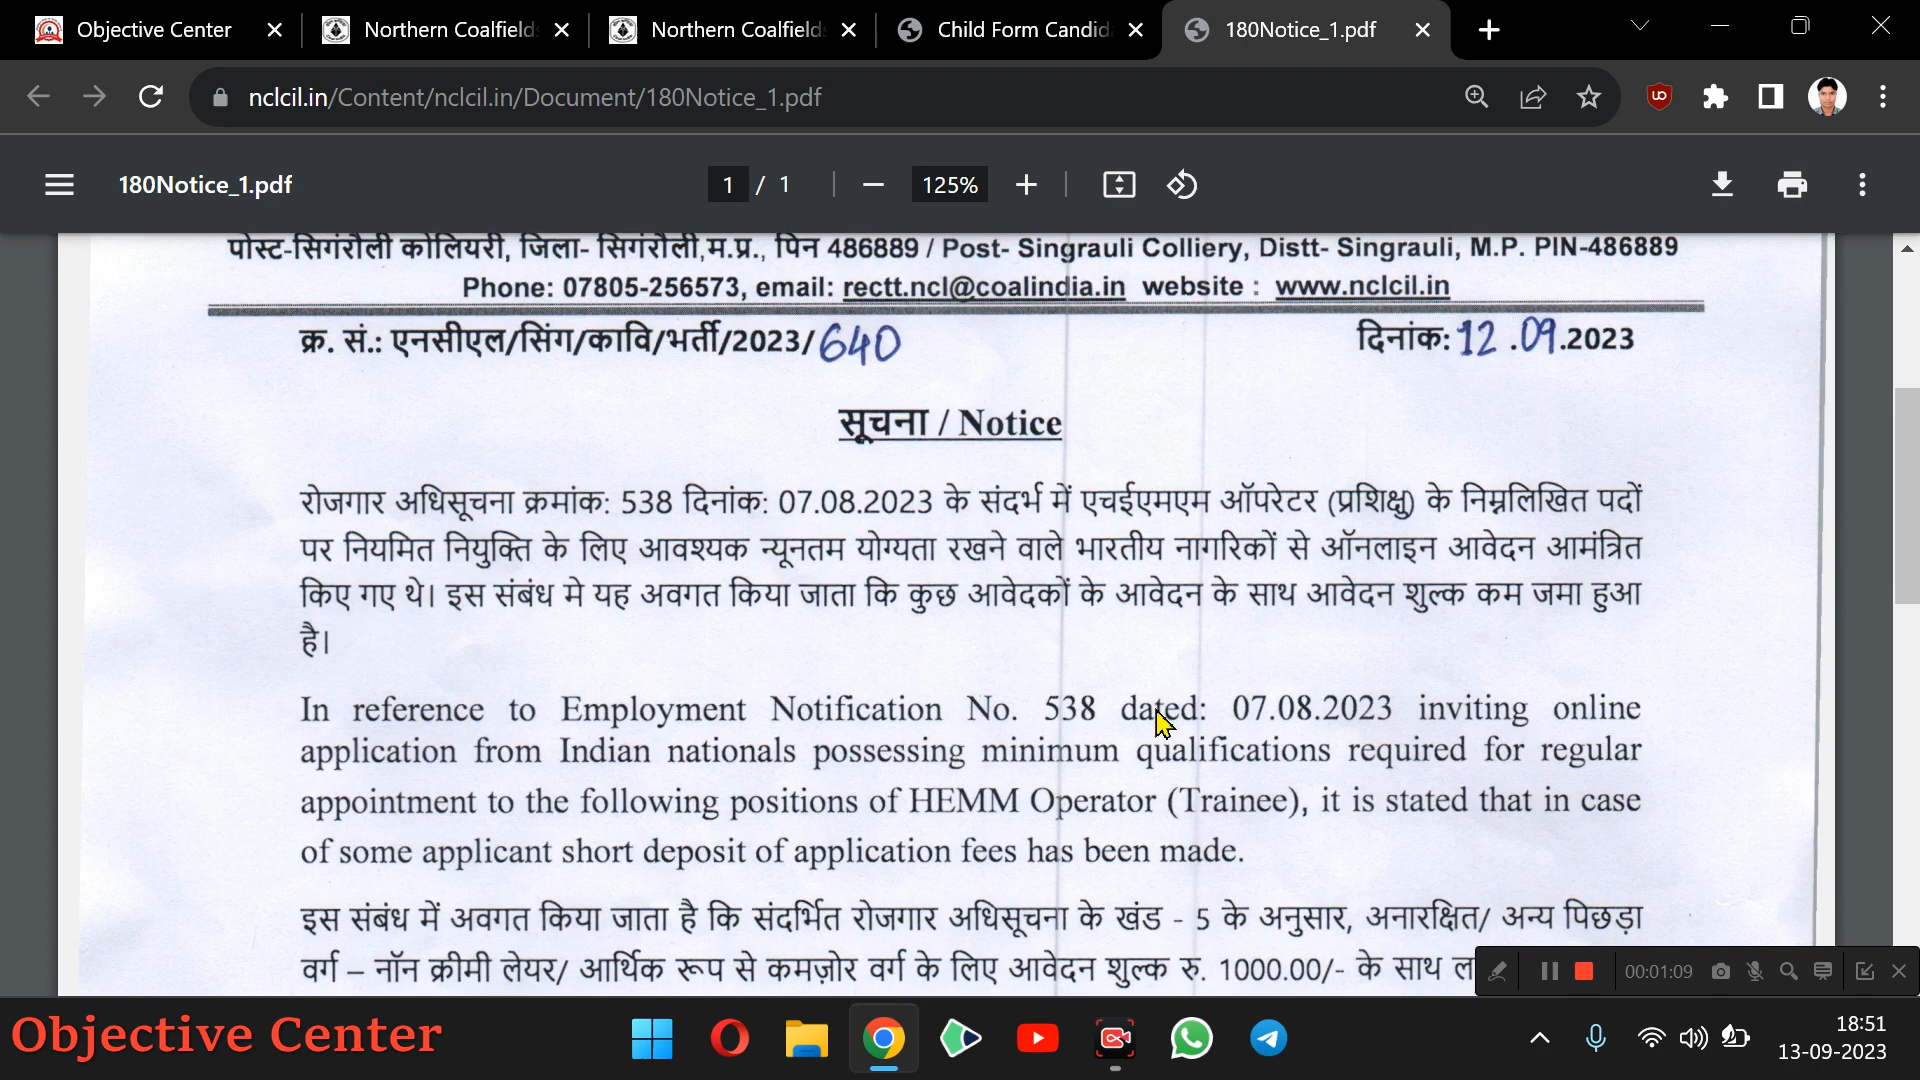 Objective Center
Northern Coalfield
Northern Coalfield
Child Form Candid
180Notice_1.pdf
nclcil.in/Content/nclcil.in/Document/180Notice_1.pdf
180Notice_1.pdf
1 / 1
125%
पोस्ट-सिगंरौली कोलियरी, जिला- सिगंरौली,म.प्र., पिन 486889 / Post- Singrauli Colliery, Distt- Singrauli, M.P. PIN-486889
Phone: 07805-256573, email: rectt.ncl@coalindia.in website : www.nclcil.in
क्र. सं.: एनसीएल/सिंग/कावि/भर्ती/2023/640
दिनांक: 12.09.2023
सूचना / Notice
रोजगार अधिसूचना क्रमांक: 538 दिनांक: 07.08.2023 के संदर्भ में एचईएमएम ऑपरेटर (प्रशिक्षु) के निम्नलिखित पदों
पर नियमित नियुक्ति के लिए आवश्यक न्यूनतम योग्यता रखने वाले भारतीय नागरिकों से ऑनलाइन आवेदन आमंत्रित
किए गए थे। इस संबंध मे यह अवगत किया जाता कि कुछ आवेदकों के आवेदन के साथ आवेदन शुल्क कम जमा हुआ
है।
In reference to Employment Notification No. 538 dated: 07.08.2023 inviting online
application from Indian nationals possessing minimum qualifications required for regular
appointment to the following positions of HEMM Operator (Trainee), it is stated that in case
of some applicant short deposit of application fees has been made.
इस संबंध में अवगत किया जाता है कि संदर्भित रोजगार अधिसूचना के खंड - 5 के अनुसार, अनारक्षित/ अन्य पिछड़ा
वर्ग – नॉन क्रीमी लेयर/ आर्थिक रूप से कमज़ोर वर्ग के लिए आवेदन शुल्क रु. 1000.00/- के साथ
00:01:09
Objective Center
18:51
13-09-2023